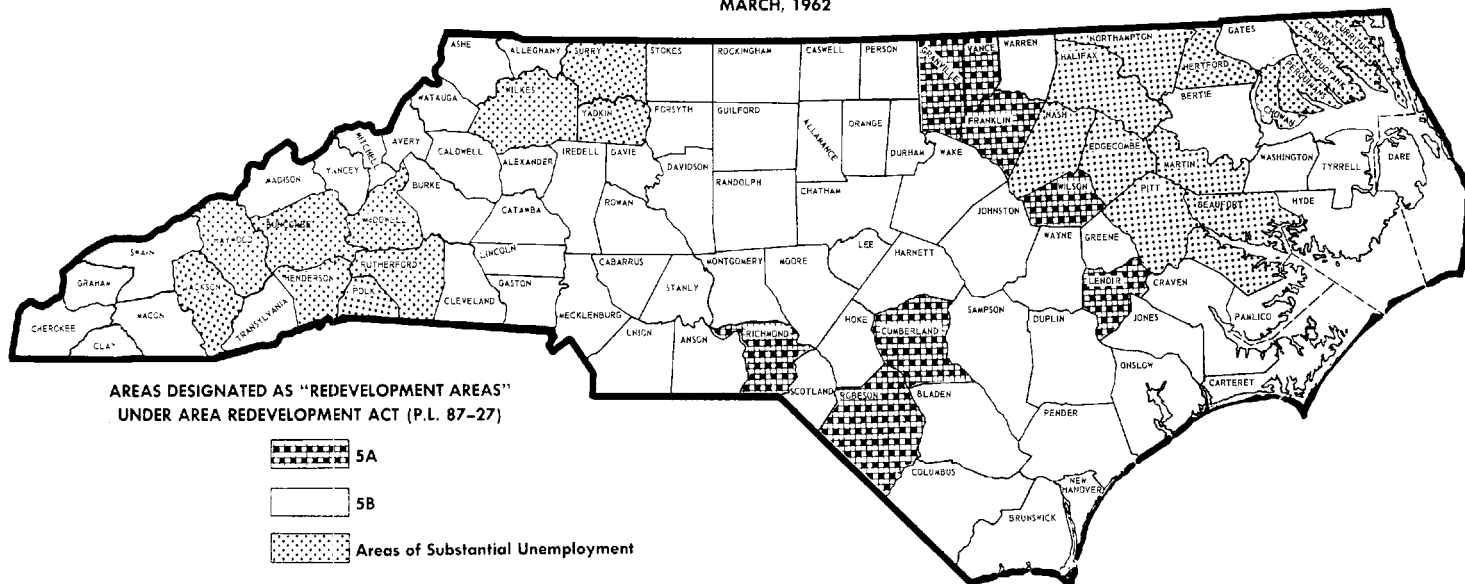 MARCH, 1962
ASHE
ALLEGHANY
SURRY
STOKES
ROCKINGHAM
CASWELL
PERSON
GRANVILLE
VANCE
WARREN
NORTHAMPTON
HALIFAX
GATES
HERTFORD
CAMDEN
CURRITUCK
PASQUOTANK
PERQUIMANS
CHOWAN
BERTIE
WATAUGA
WILKES
YADKIN
FORSYTH
GUILFORD
ALLAMANCE
ORANGE
DURHAM
FRANKLIN
NASH
EDGECOMBE
MARTIN
WASHINGTON
TYRRELL
DARE
MITCHELL
AVERY
CALDWELL
ALEXANDER
IREDELL
DAVIE
DAVIDSON
RANDOLPH
CHATHAM
WAKE
WILSON
PITT
BEAUFORT
HYDE
MADISON
YANCEY
BURKE
McDOWELL
CATAWBA
ROWAN
JOHNSTON
WAYNE
GREENE
SWAIN
HAYWOOD
BUNCOMBE
RUTHERFORD
LINCOLN
CABARRUS
MONTGOMERY
MOORE
LEE
HARNETT
LENOIR
CRAVEN
GRAHAM
JACKSON
HENDERSON
POLK
CLEVELAND
GASTON
STANLY
CHEROKEE
MACON
CLAY
TRANSYLVANIA
MECKLENBURG
UNION
ANSON
RICHMOND
HOKE
CUMBERLAND
SAMPSON
DUPLIN
JONES
PAMLICO
SCOTLAND
ROBESON
BLADEN
ONSLOW
CARTERET
PENDER
COLUMBUS
NEW
HANOVER
BRUNSWICK
AREAS DESIGNATED AS "REDEVELOPMENT AREAS"
UNDER AREA REDEVELOPMENT ACT (P.L. 87-27)
5A
5B
Areas of Substantial Unemployment